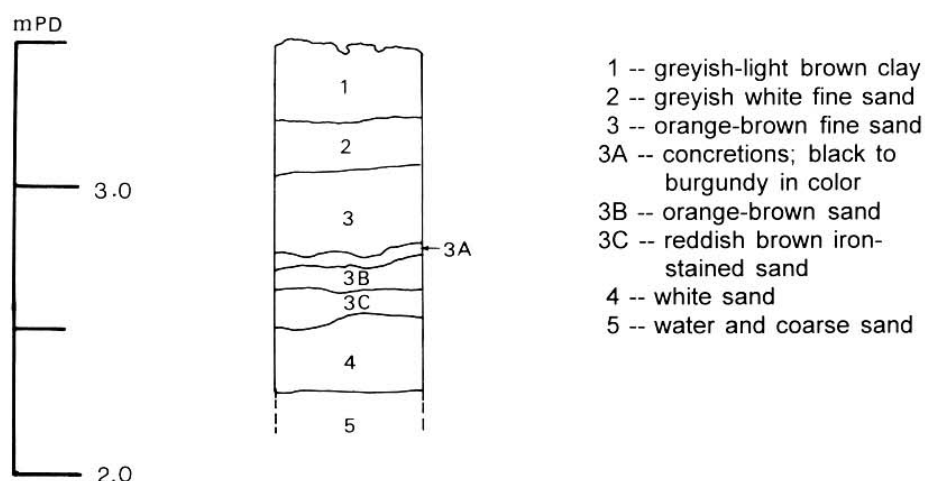 mPD
3.0
2.0
1
2
3
3A
3B
3C
4
5
1 -- greyish-light brown clay
2 -- greyish white fine sand
3 -- orange-brown fine sand
3A -- concretions; black to
burgundy in color
3B -- orange-brown sand
3C -- reddish brown iron-
stained sand
4 -- white sand
5 -- water and coarse sand